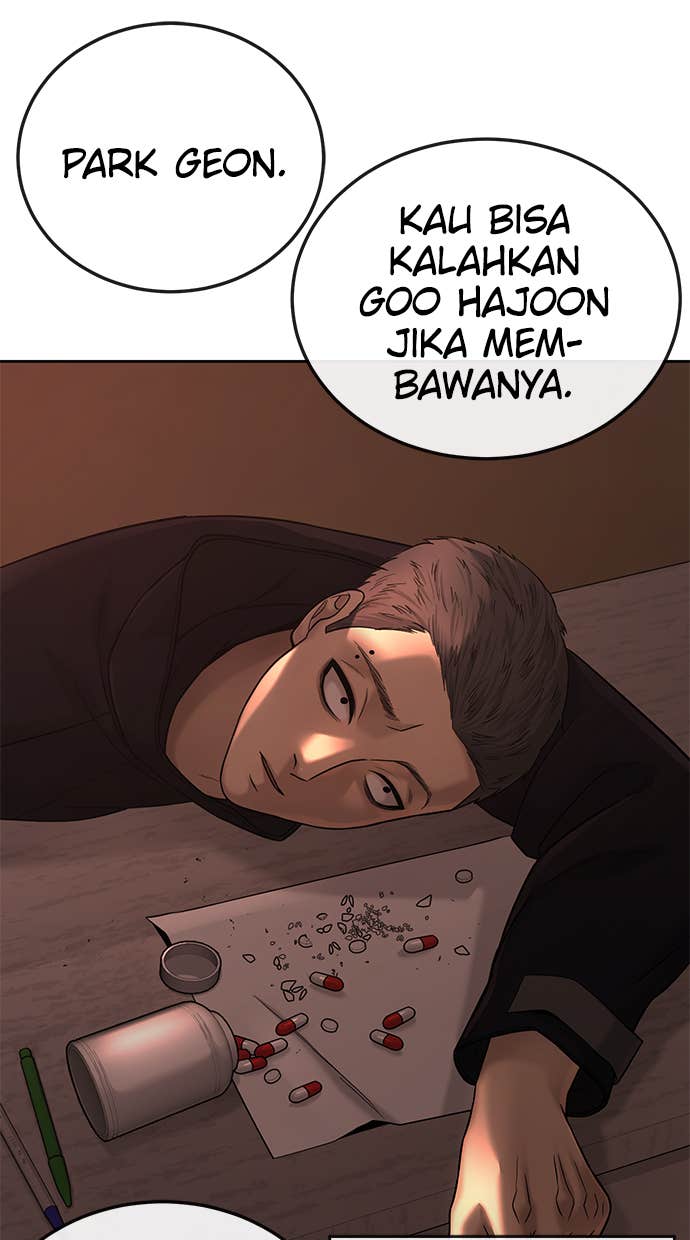 PARK GEON.
KAU BISA
KALAHKAN
GOO HAJOON
JIKA MEM-
BAWANYA.